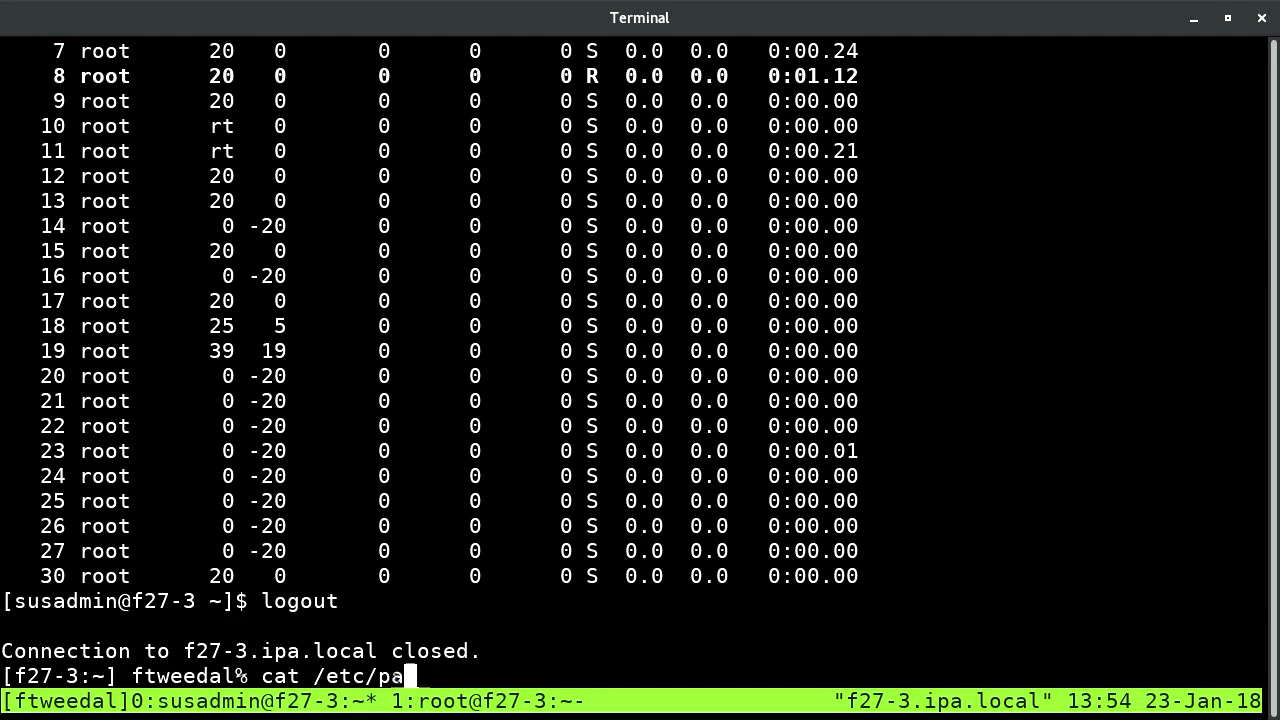 Terminal
7 root 20 0 0 0 0 S 0.0 0.0 0:00.24
8 root 20 0 0 0 0 R 0.0 0.0 0:01.12
9 root 20 0 0 0 0 S 0.0 0.0 0:00.00
10 root rt 0 0 0 0 S 0.0 0.0 0:00.00
11 root rt 0 0 0 0 S 0.0 0.0 0:00.21
12 root 20 0 0 0 0 S 0.0 0.0 0:00.00
13 root 20 0 0 0 0 S 0.0 0.0 0:00.00
14 root 0 -20 0 0 0 S 0.0 0.0 0:00.00
15 root 20 0 0 0 0 S 0.0 0.0 0:00.00
16 root 0 -20 0 0 0 S 0.0 0.0 0:00.00
17 root 20 0 0 0 0 S 0.0 0.0 0:00.00
18 root 25 5 0 0 0 S 0.0 0.0 0:00.00
19 root 39 19 0 0 0 S 0.0 0.0 0:00.00
20 root 0 -20 0 0 0 S 0.0 0.0 0:00.00
21 root 0 -20 0 0 0 S 0.0 0.0 0:00.00
22 root 0 -20 0 0 0 S 0.0 0.0 0:00.00
23 root 0 -20 0 0 0 S 0.0 0.0 0:00.01
24 root 0 -20 0 0 0 S 0.0 0.0 0:00.00
25 root 0 -20 0 0 0 S 0.0 0.0 0:00.00
26 root 0 -20 0 0 0 S 0.0 0.0 0:00.00
27 root 0 -20 0 0 0 S 0.0 0.0 0:00.00
30 root 20 0 0 0 0 S 0.0 0.0 0:00.00
[susadmin@f27-3 ~]$ logout
Connection to f27-3.ipa.local closed.
[f27-3:~] ftweedal% cat /etc/pa
[ftweedal]0:susadmin@f27-3:~* 1:root@f27-3:~- "f27-3.ipa.local" 13:54 23-Jan-18